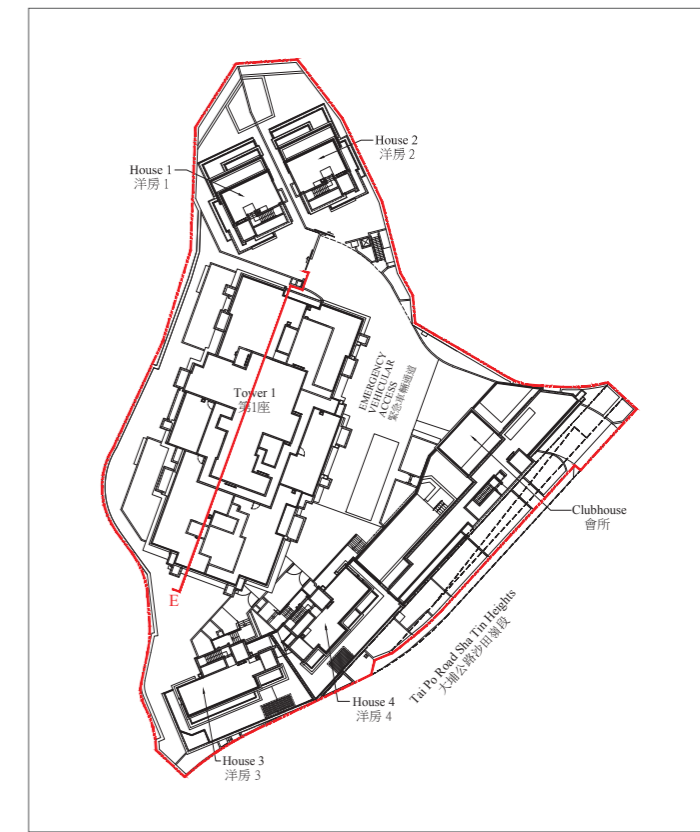 House 2
洋房 2
House 1
洋房 1
Tower 1
第1座
EMERGENCY
VEHICULAR
ACCESS
緊急車輛通道
Clubhouse
會所
E
Tai Po Road Sha Tin Heights
大埔公路沙田嶺段
House 4
洋房 4
House 3
洋房 3